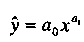 ŷ = a₀x^{a₁}